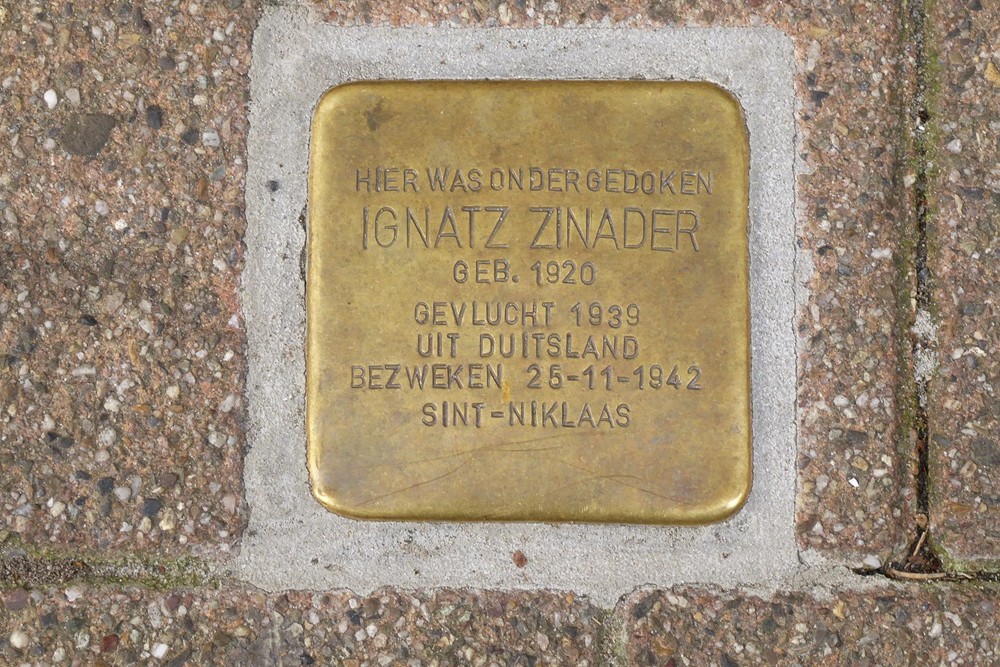 HIER WAS ONDERGEDOKEN
IGNATZ ZINADER
GEB. 1920
GEVLUCHT 1939
UIT DUITSLAND
BEZWEKEN 25-11-1942
SINT-NIKLAAS